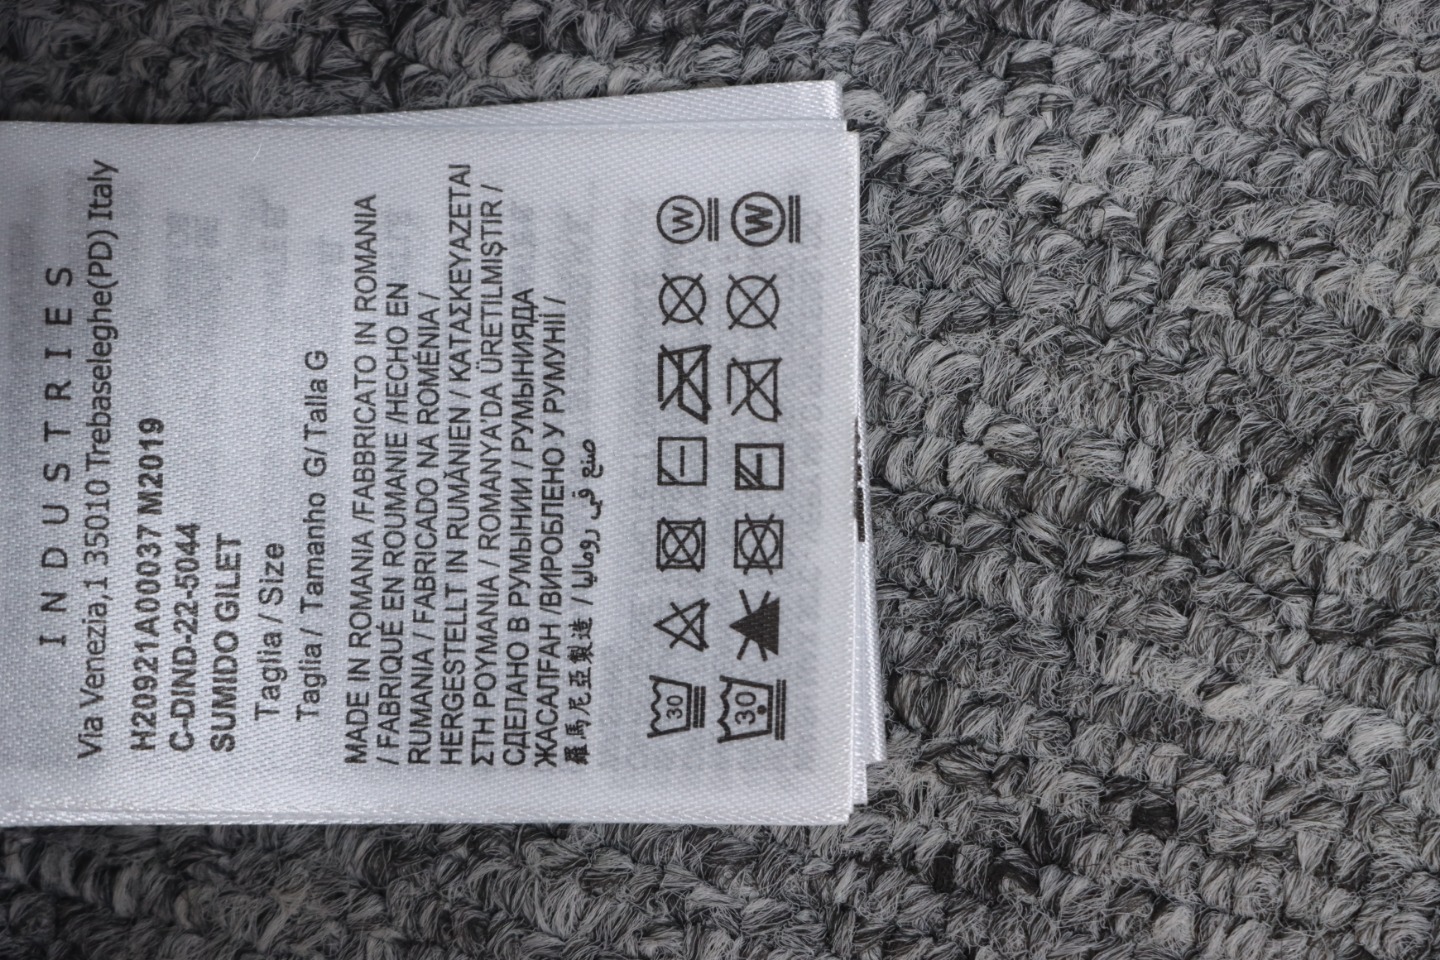 INDUSTRIES
Via Venezia,1 35010 Trebaseleghe(PD) Italy
H20921A00037 M2019
C-DIND-22-5044
SUMIDO GILET
Taglia / Size
Taglia / Tamanho G/Talla G
MADE IN ROMANIA /FABBRICATO IN ROMANIA
/ FABRIQUÉ EN ROUMANIE /HECHO EN
RUMANIA / FABRICADO NA ROMÉNIA /
HERGESTELLT IN RUMÄNIEN / ΚΑΤΑΣΚΕΥΑΖΕΤΑΙ
ΣΤΗ ΡΟΥΜΑΝΙΑ / ROMANYA'DA ÜRETILMIŞTIR /
СДЕЛАНО В РУМЫНИИ / РУМЫНИЯДА
ЖАСАЛҒАН /ВИРОБЛЕНО У РУМУНІЇ /
羅馬尼亞製造 / صنع في رومانيا
30 W
30 W